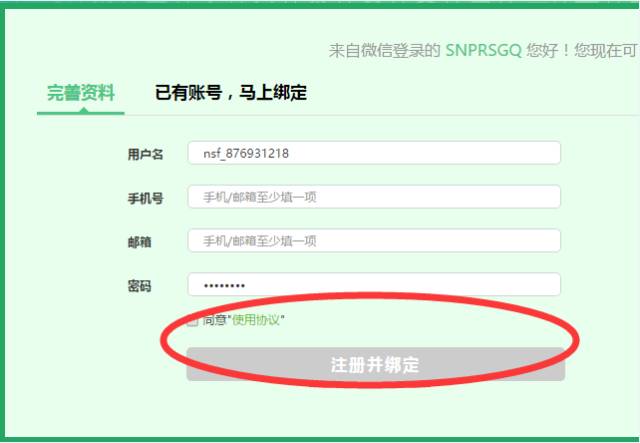 来自微信登录的 SNPRSGQ 您好！您现在可
完善资料 已有账号，马上绑定
用户名 nsf_876931218
手机号 手机/邮箱至少填一项
邮箱 手机/邮箱至少填一项
密码 ••••••••
同意"使用协议"
注册并绑定